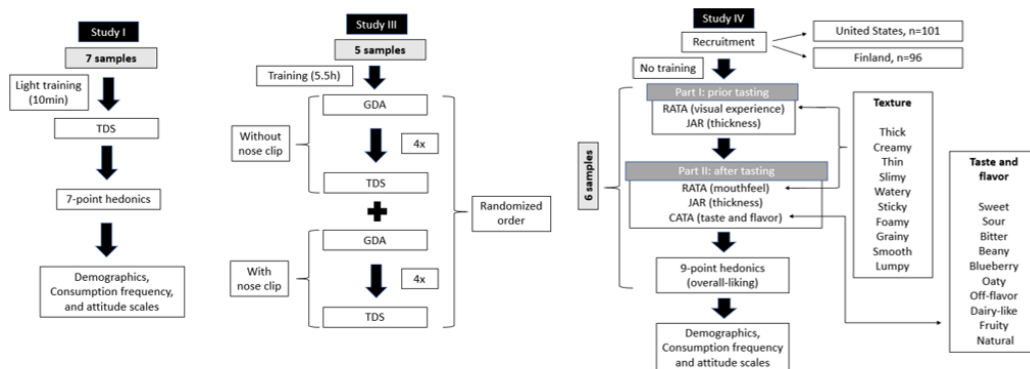 Study I
7 samples
Light training
(10min)
TDS
7-point hedonics
Demographics,
Consumption frequency,
and attitude scales
Study III
5 samples
Training (5.5h)
GDA
Without
nose clip
4x
TDS
GDA
With
nose clip
4x
TDS
Randomized
order
Study IV
Recruitment
United States, n=101
Finland, n=96
No training
Part I: prior tasting
RATA (visual experience)
JAR (thickness)
6 samples
Part II: after tasting
RATA (mouthfeel)
JAR (thickness)
CATA (taste and flavor)
9-point hedonics
(overall-liking)
Demographics,
Consumption frequency
and attitude scales
Texture
Thick
Creamy
Thin
Slimy
Watery
Sticky
Foamy
Grainy
Smooth
Lumpy
Taste and
flavor
Sweet
Sour
Bitter
Beany
Blueberry
Oaty
Off-flavor
Dairy-like
Fruity
Natural